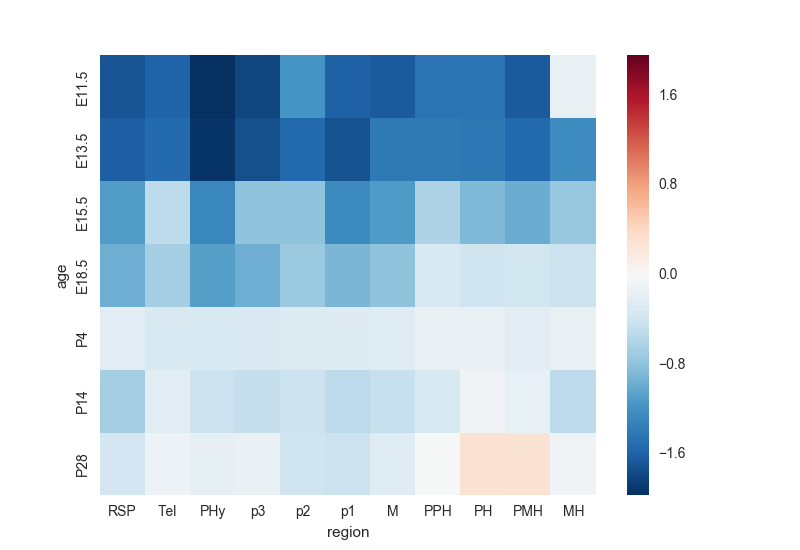 E11.5
E13.5
E15.5
E18.5
P4
P14
P28
age
RSP Tel PHy p3 p2 p1 M PPH PH PMH MH
region
1.6
0.8
0.0
−0.8
−1.6